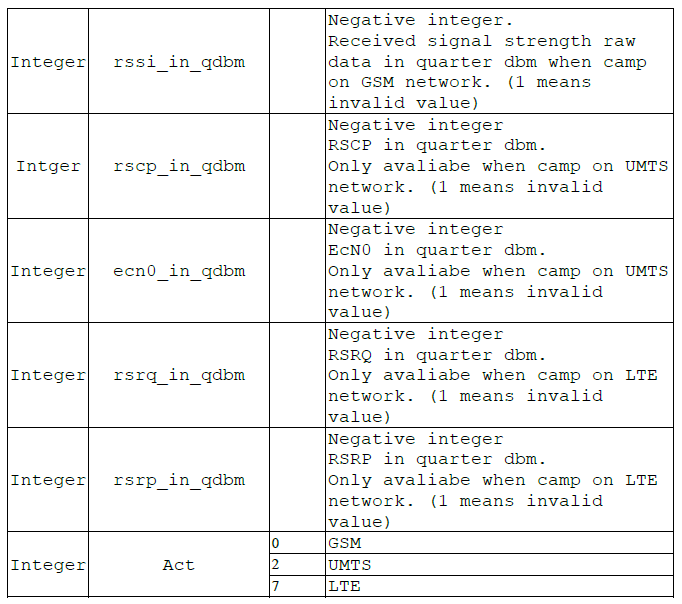 Integer rssi_in_qdbm Negative integer.
Received signal strength raw
data in quarter dbm when camp
on GSM network. (1 means
invalid value)
Intger rscp_in_qdbm Negative integer
RSCP in quarter dbm.
Only avaliabe when camp on UMTS
network. (1 means invalid
value)
Integer ecn0_in_qdbm Negative integer
EcN0 in quarter dbm.
Only avaliabe when camp on UMTS
network. (1 means invalid
value)
Integer rsrq_in_qdbm Negative integer
RSRQ in quarter dbm.
Only avaliabe when camp on LTE
network. (1 means invalid
value)
Integer rsrp_in_qdbm Negative integer
RSRP in quarter dbm.
Only avaliabe when camp on LTE
network. (1 means invalid
value)
Integer Act 0 GSM
2 UMTS
7 LTE